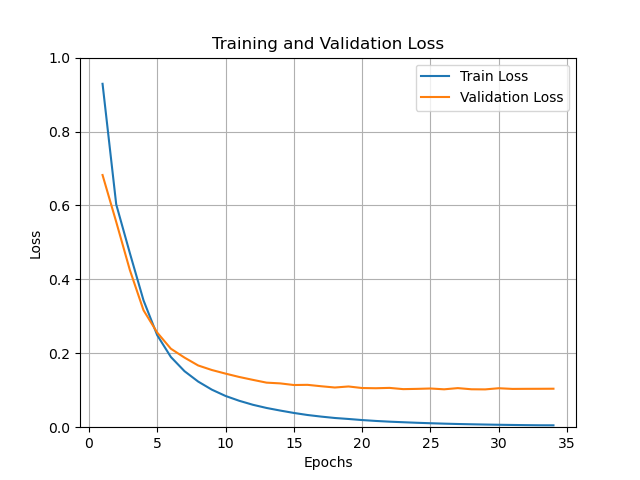 Training and Validation Loss
Train Loss
Validation Loss
Loss
1.0
0.8
0.6
0.4
0.2
0.0
0 5 10 15 20 25 30 35
Epochs